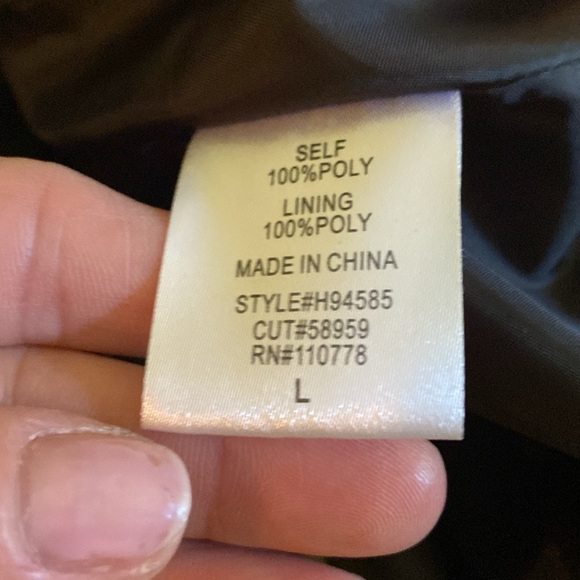 SELF
100%POLY
LINING
100%POLY
MADE IN CHINA
STYLE#H94585
CUT#58959
RN#110778
L